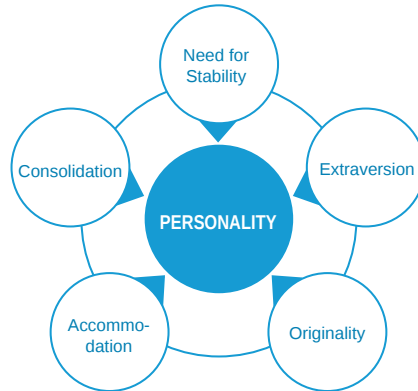 Need for
Stability
Consolidation
Extraversion
PERSONALITY
Accommo-
dation
Originality